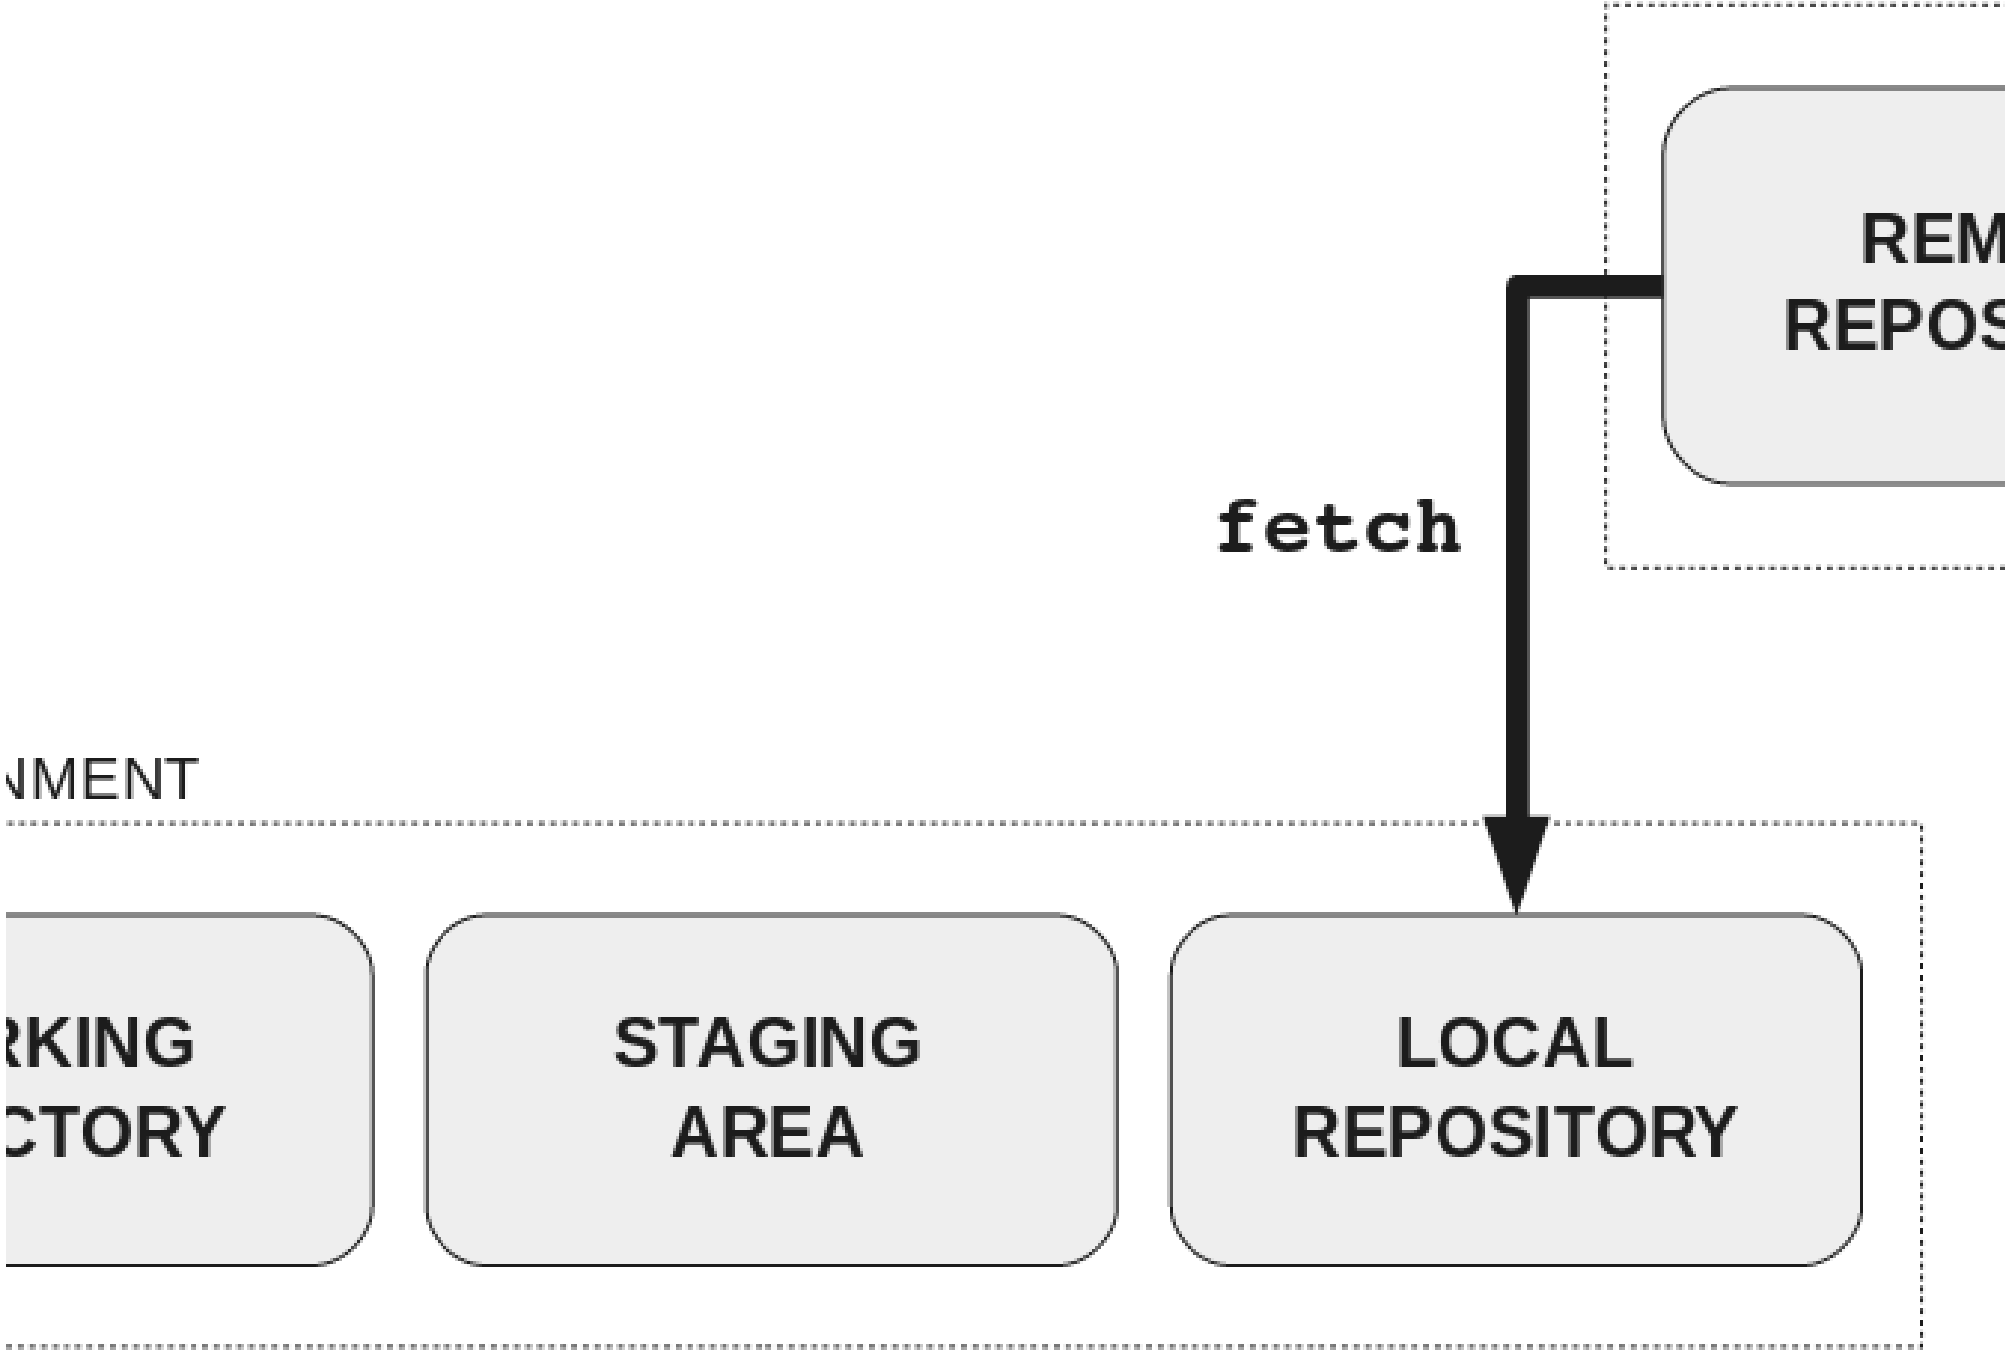 REM
REPOS
fetch
NMENT
RKING
CTORY
STAGING
AREA
LOCAL
REPOSITORY